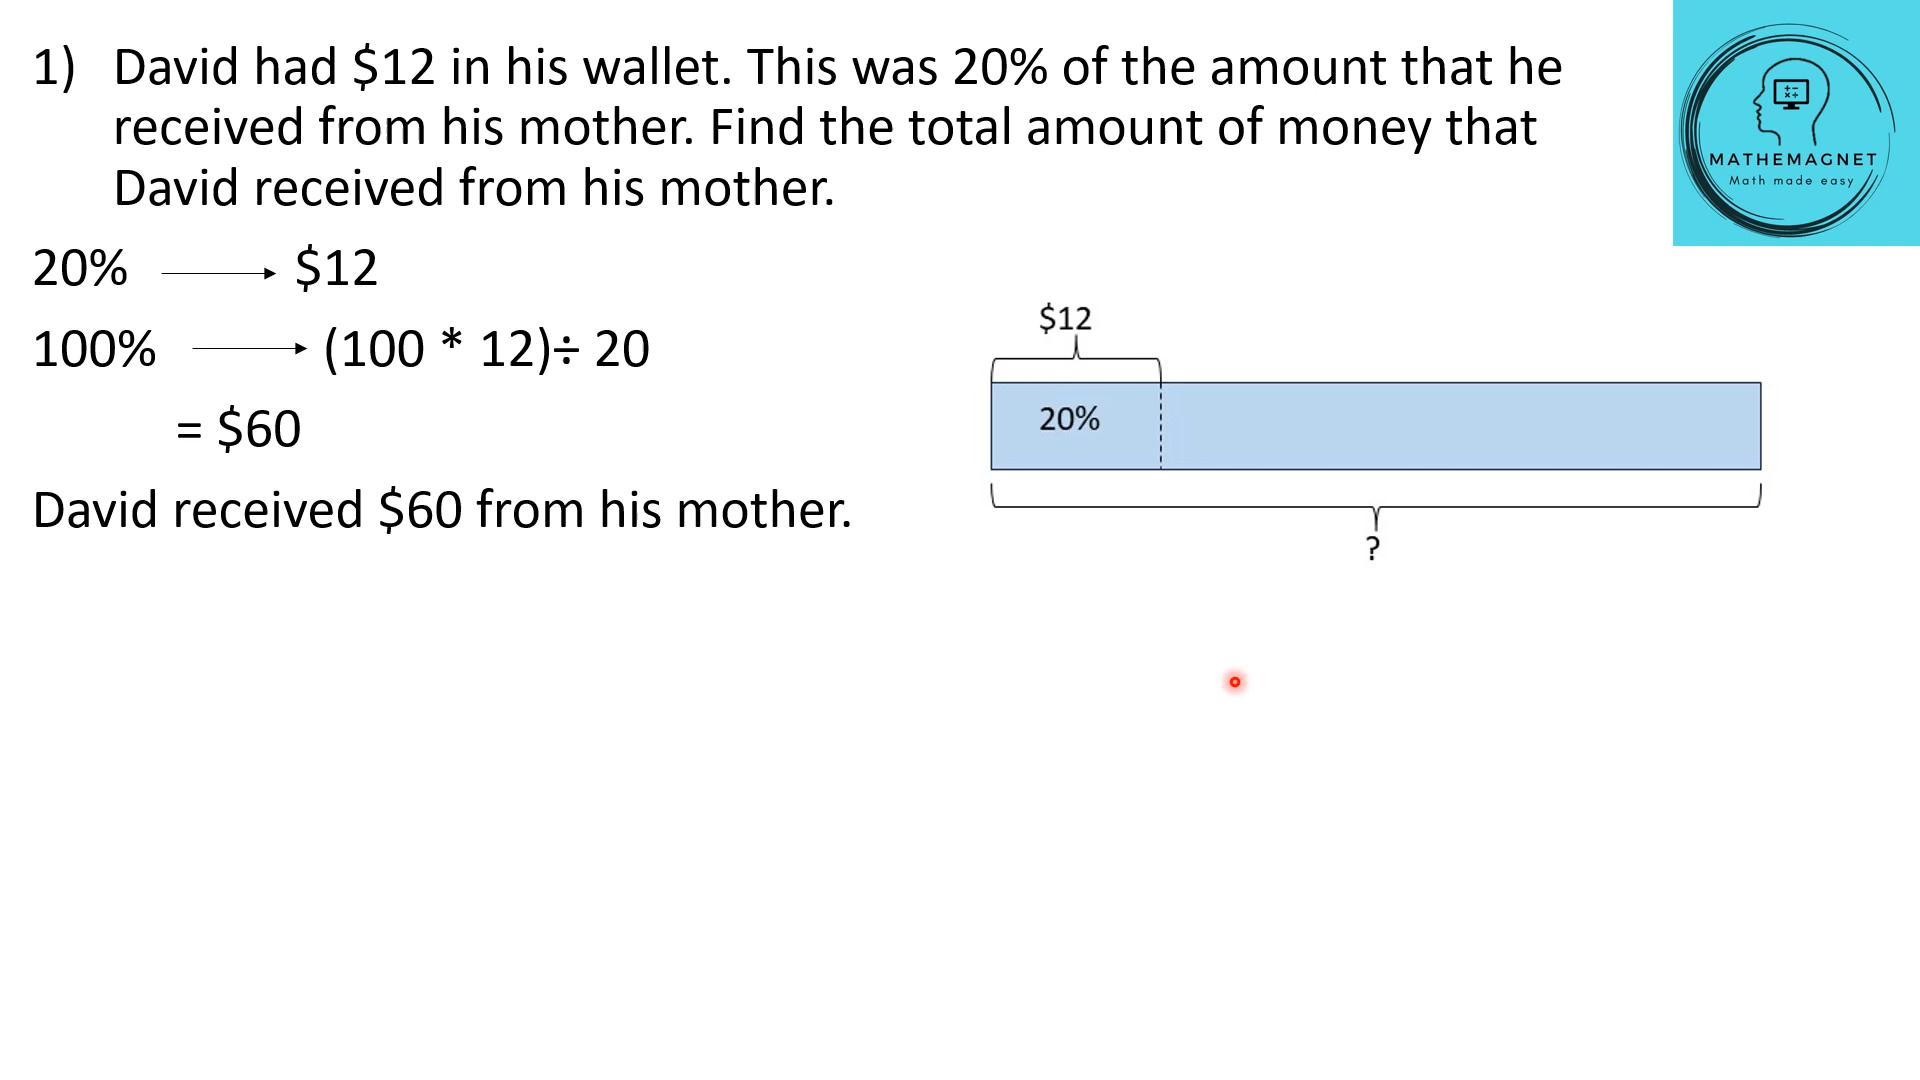 1) David had $12 in his wallet. This was 20% of the amount that he
received from his mother. Find the total amount of money that
David received from his mother.
20% $12
100% (100 * 12)÷ 20
= $60
David received $60 from his mother.
$12
20%
?
+ −
× +
MATHEMAGNET
Math made easy